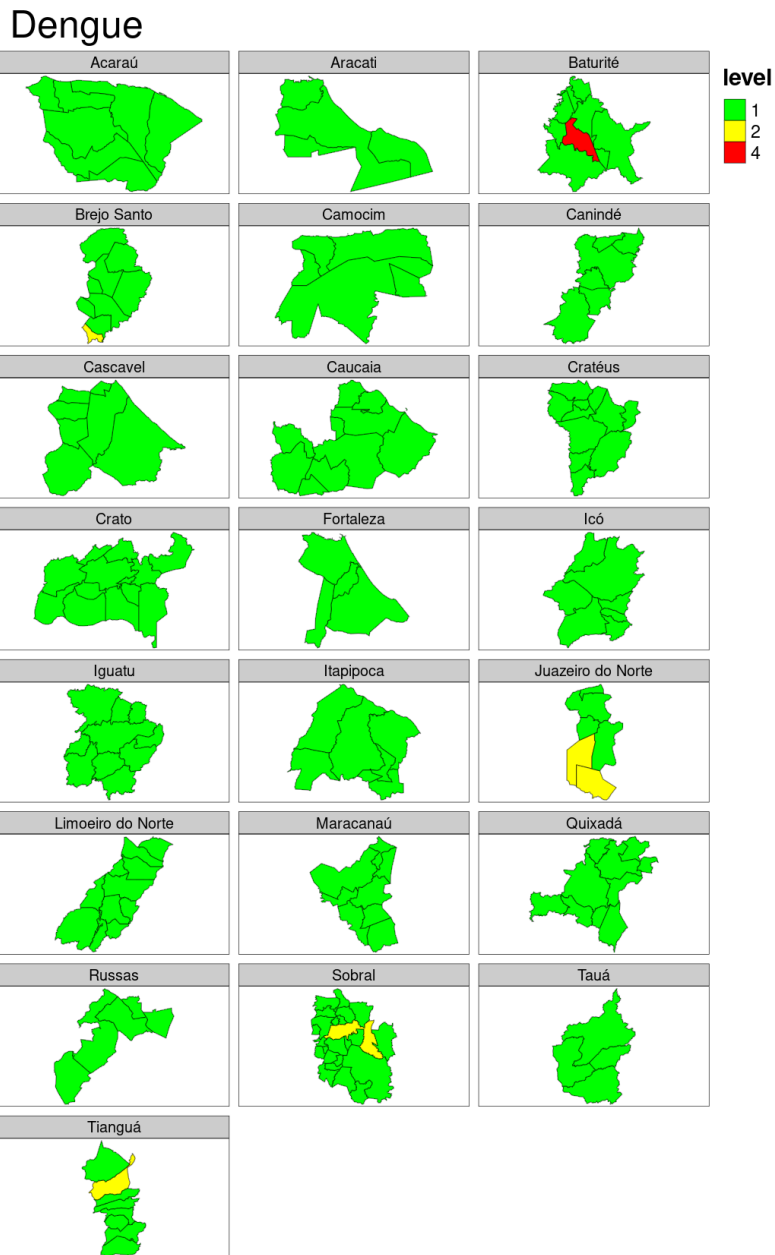 Dengue
Acaraú
Aracati
Baturité
level
1
2
4
Brejo Santo
Camocim
Canindé
Cascavel
Caucaia
Cratéus
Crato
Fortaleza
Icó
Iguatu
Itapipoca
Juazeiro do Norte
Limoeiro do Norte
Maracanaú
Quixadá
Russas
Sobral
Tauá
Tianguá